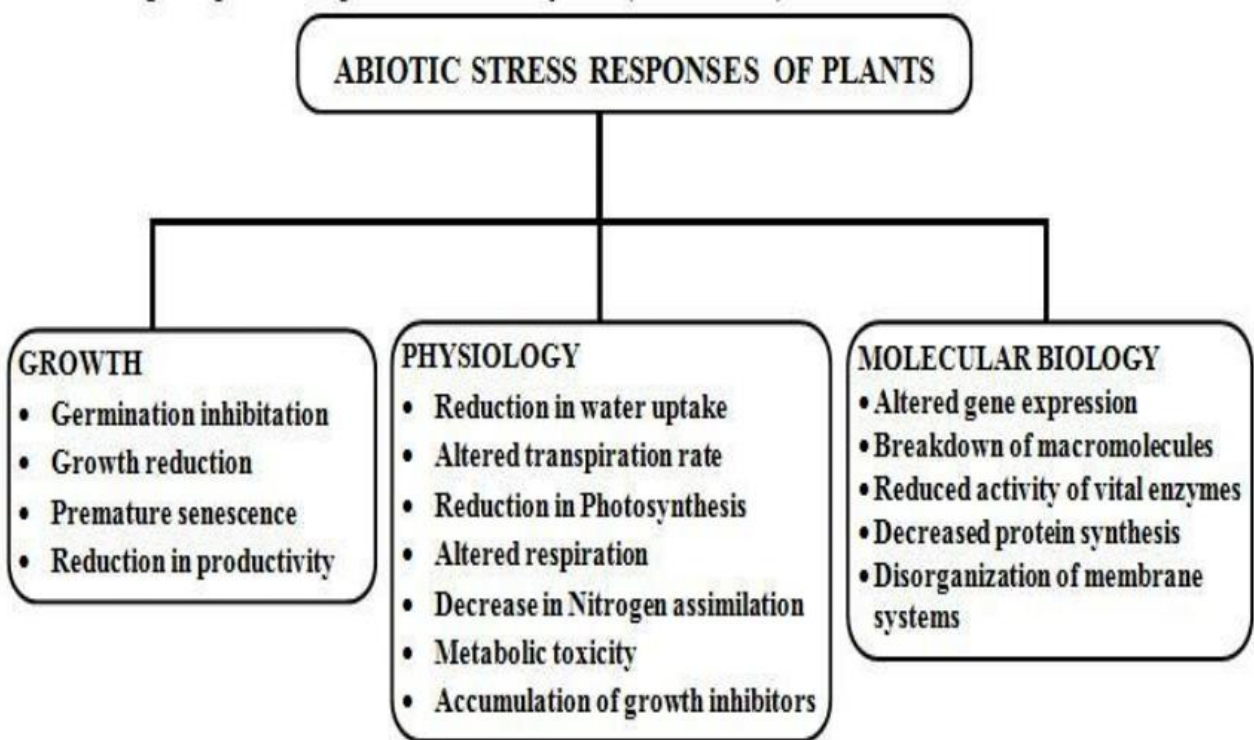 ABIOTIC STRESS RESPONSES OF PLANTS
GROWTH
• Germination inhibitation
• Growth reduction
• Premature senescence
• Reduction in productivity
PHYSIOLOGY
• Reduction in water uptake
• Altered transpiration rate
• Reduction in Photosynthesis
• Altered respiration
• Decrease in Nitrogen assimilation
• Metabolic toxicity
• Accumulation of growth inhibitors
MOLECULAR BIOLOGY
• Altered gene expression
• Breakdown of macromolecules
• Reduced activity of vital enzymes
• Decreased protein synthesis
• Disorganization of membrane
systems